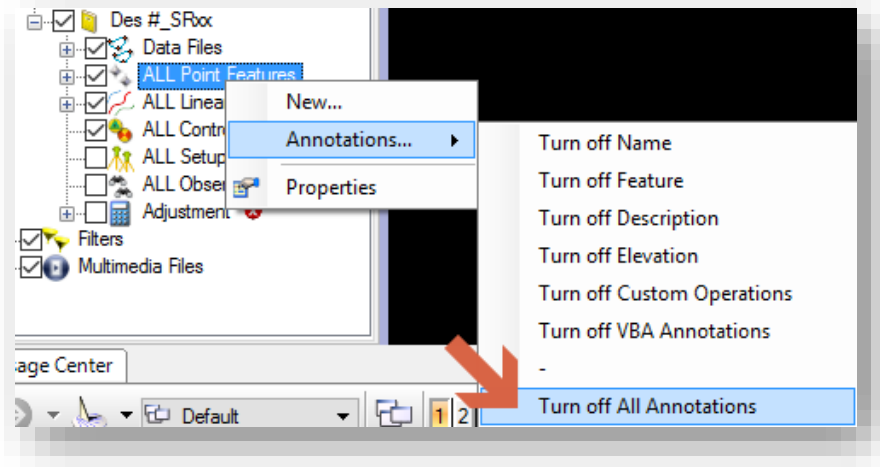 Des #_SRxx
Data Files
ALL Point Features
ALL Linea
ALL Contro
ALL Setup
ALL Obser
Adjustment
Filters
Multimedia Files
New...
Annotations...
Properties
Turn off Name
Turn off Feature
Turn off Description
Turn off Elevation
Turn off Custom Operations
Turn off VBA Annotations
-
Turn off All Annotations
sage Center
Default
1 2